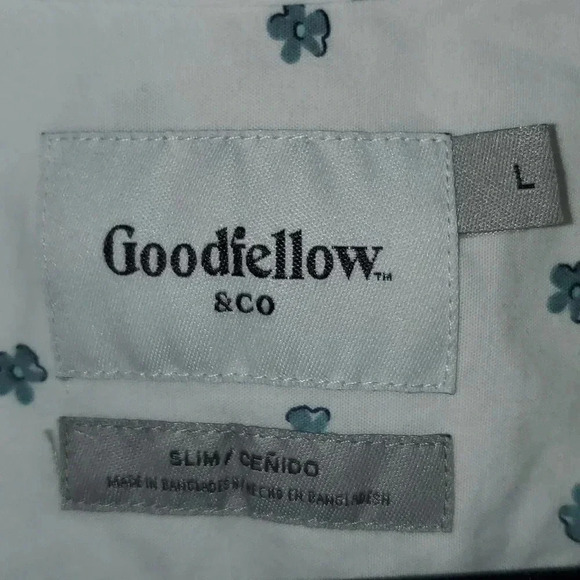 Goodfellow™
&CO
L
SLIM / CEÑIDO
MADE IN BANGLADESH/HECHO EN BANGLADESH